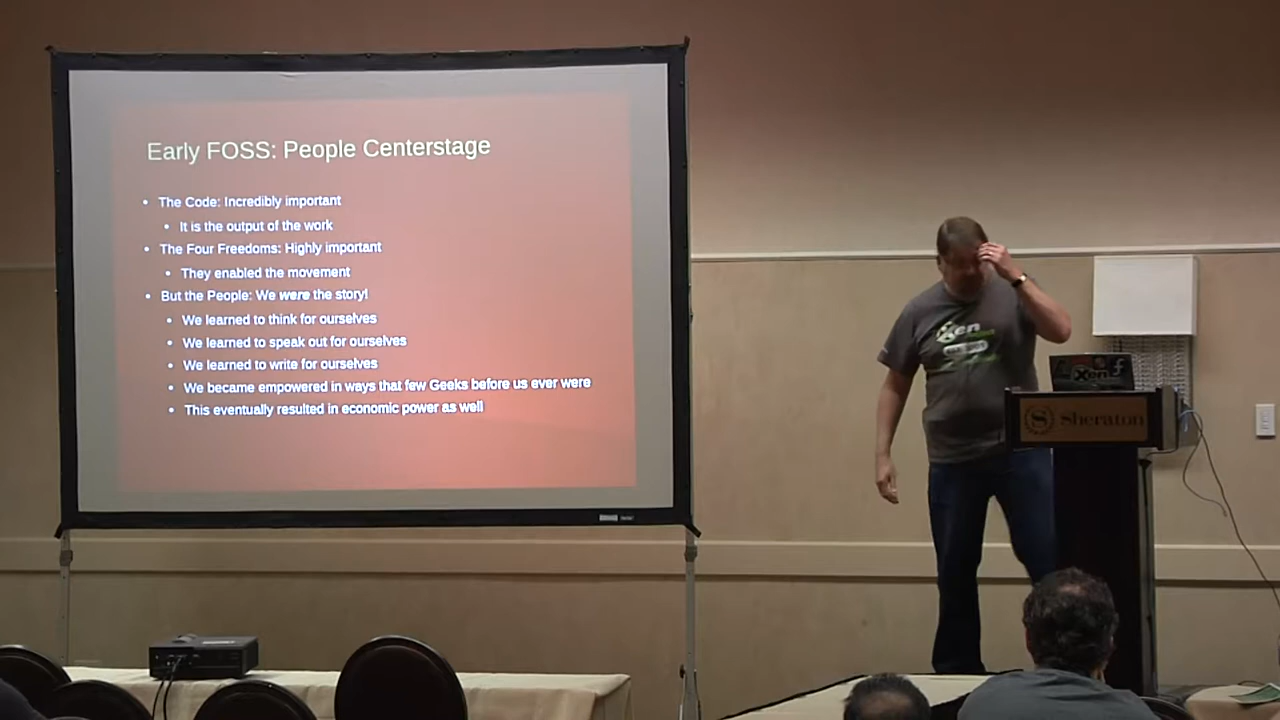 Early FOSS: People Centerstage
The Code: Incredibly important
It is the output of the work
The Four Freedoms: Highly important
They enabled the movement
But the People: We were the story!
We learned to think for ourselves
We learned to speak out for ourselves
We learned to write for ourselves
We became empowered in ways that few Geeks before us ever were
This eventually resulted in economic power as well
Xen
Xen
Sheraton